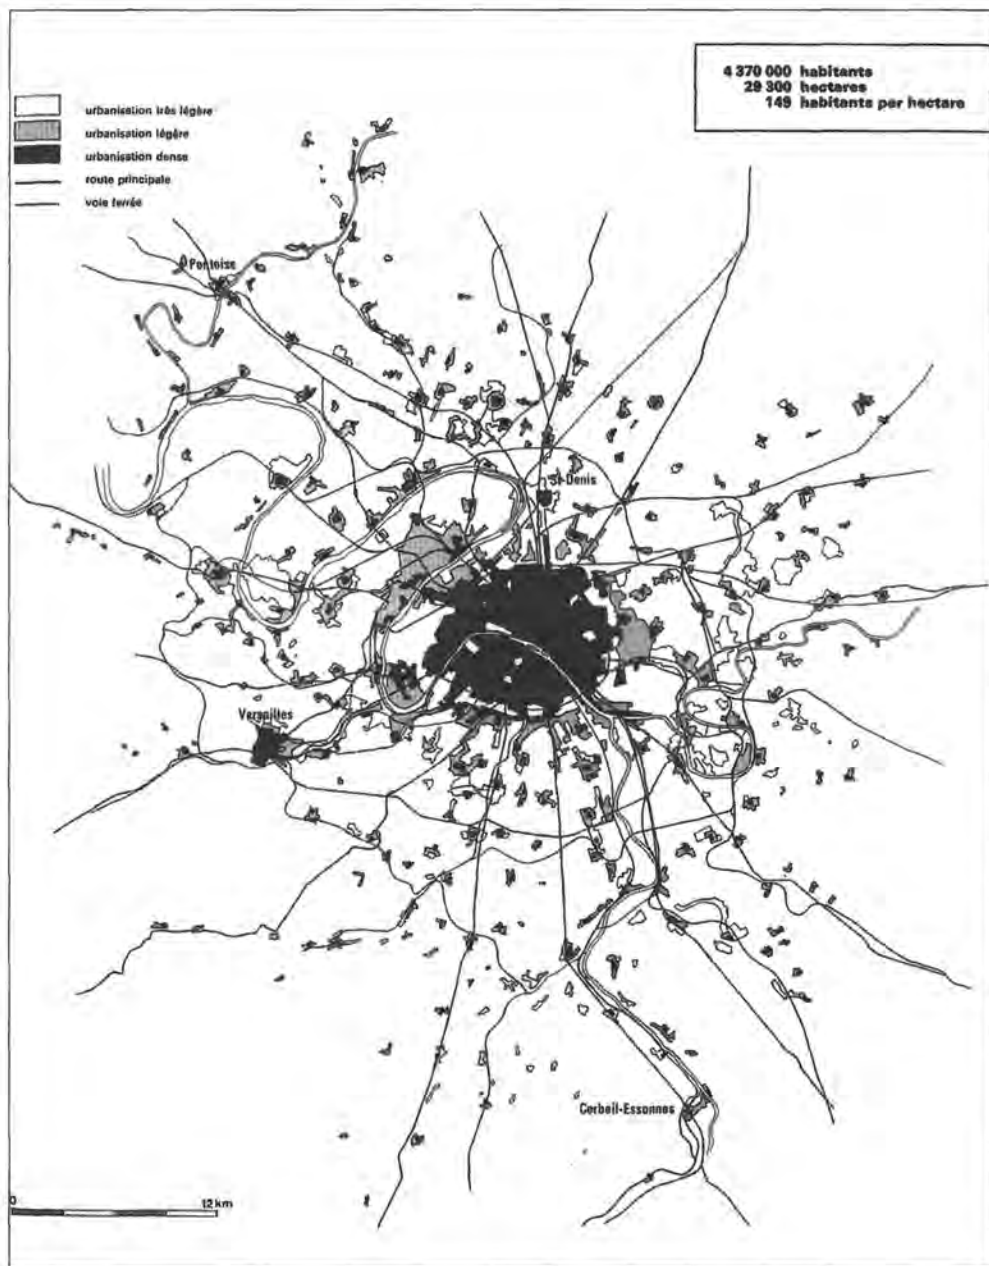 4 370 000 habitants
29 300 hectares
149 habitants per hectare
urbanisation très légère
urbanisation légère
urbanisation dense
route principale
voie ferrée
Pontoise
St-Denis
Versailles
Corbeil-Essonnes
0 12 km